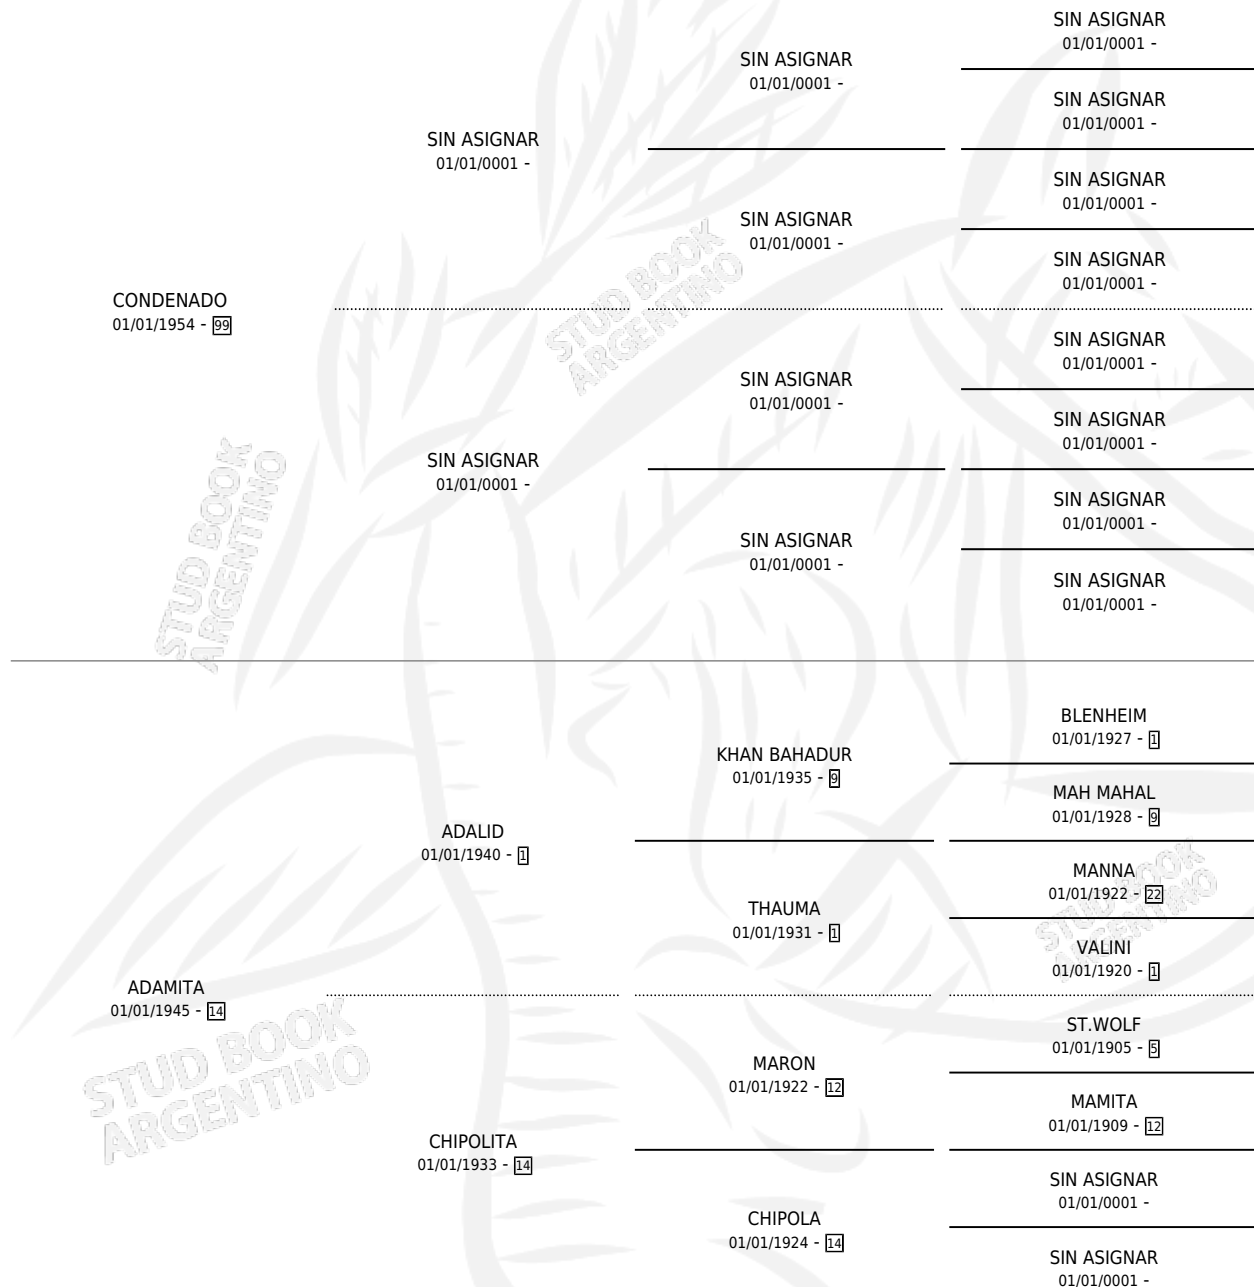 SIN ASIGNAR
01/01/0001 -
SIN ASIGNAR
01/01/0001 -
SIN ASIGNAR
01/01/0001 -
SIN ASIGNAR
01/01/0001 -
SIN ASIGNAR
01/01/0001 -
SIN ASIGNAR
01/01/0001 -
SIN ASIGNAR
01/01/0001 -
CONDENADO
01/01/1954 - 99
SIN ASIGNAR
01/01/0001 -
SIN ASIGNAR
01/01/0001 -
SIN ASIGNAR
01/01/0001 -
SIN ASIGNAR
01/01/0001 -
SIN ASIGNAR
01/01/0001 -
SIN ASIGNAR
01/01/0001 -
SIN ASIGNAR
01/01/0001 -
BLENHEIM
01/01/1927 - 1
KHAN BAHADUR
01/01/1935 - 9
MAH MAHAL
01/01/1928 - 9
ADALID
01/01/1940 - 1
MANNA
01/01/1922 - 22
THAUMA
01/01/1931 - 1
VALINI
01/01/1920 - 1
ADAMITA
01/01/1945 - 14
ST.WOLF
01/01/1905 - 5
MARON
01/01/1922 - 12
MAMITA
01/01/1909 - 12
CHIPOLITA
01/01/1933 - 14
SIN ASIGNAR
01/01/0001 -
CHIPOLA
01/01/1924 - 14
SIN ASIGNAR
01/01/0001 -
STUD BOOK
ARGENTINO
STUD BOOK
ARGENTINO
STUD BOOK
ARGENTINO
STUD BOOK
ARGENTINO